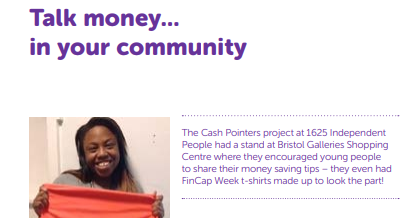 Talk money...
in your community
The Cash Pointers project at 1625 Independent
People had a stand at Bristol Galleries Shopping
Centre where they encouraged young people
to share their money saving tips – they even had
FinCap Week t-shirts made up to look the part!